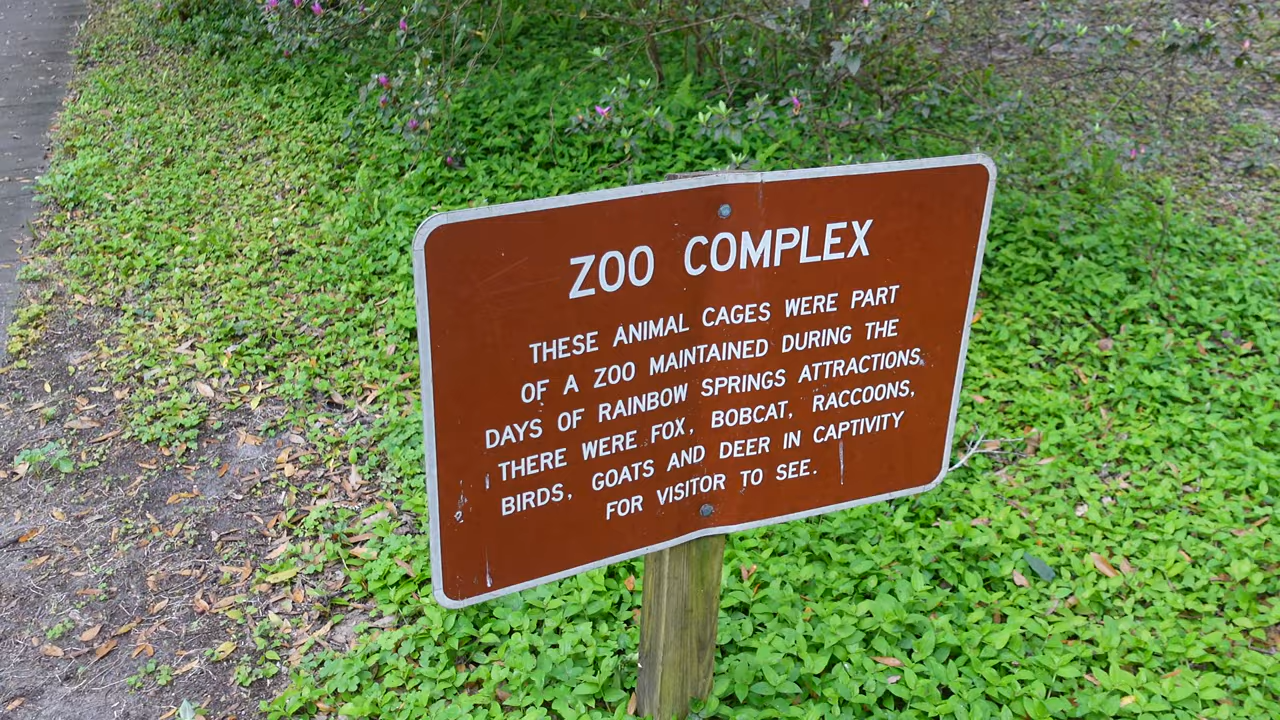 ZOO COMPLEX
THESE ANIMAL CAGES WERE PART
OF A ZOO MAINTAINED DURING THE
DAYS OF RAINBOW SPRINGS ATTRACTIONS.
THERE WERE FOX, BOBCAT, RACCOONS,
BIRDS, GOATS AND DEER IN CAPTIVITY
FOR VISITOR TO SEE.